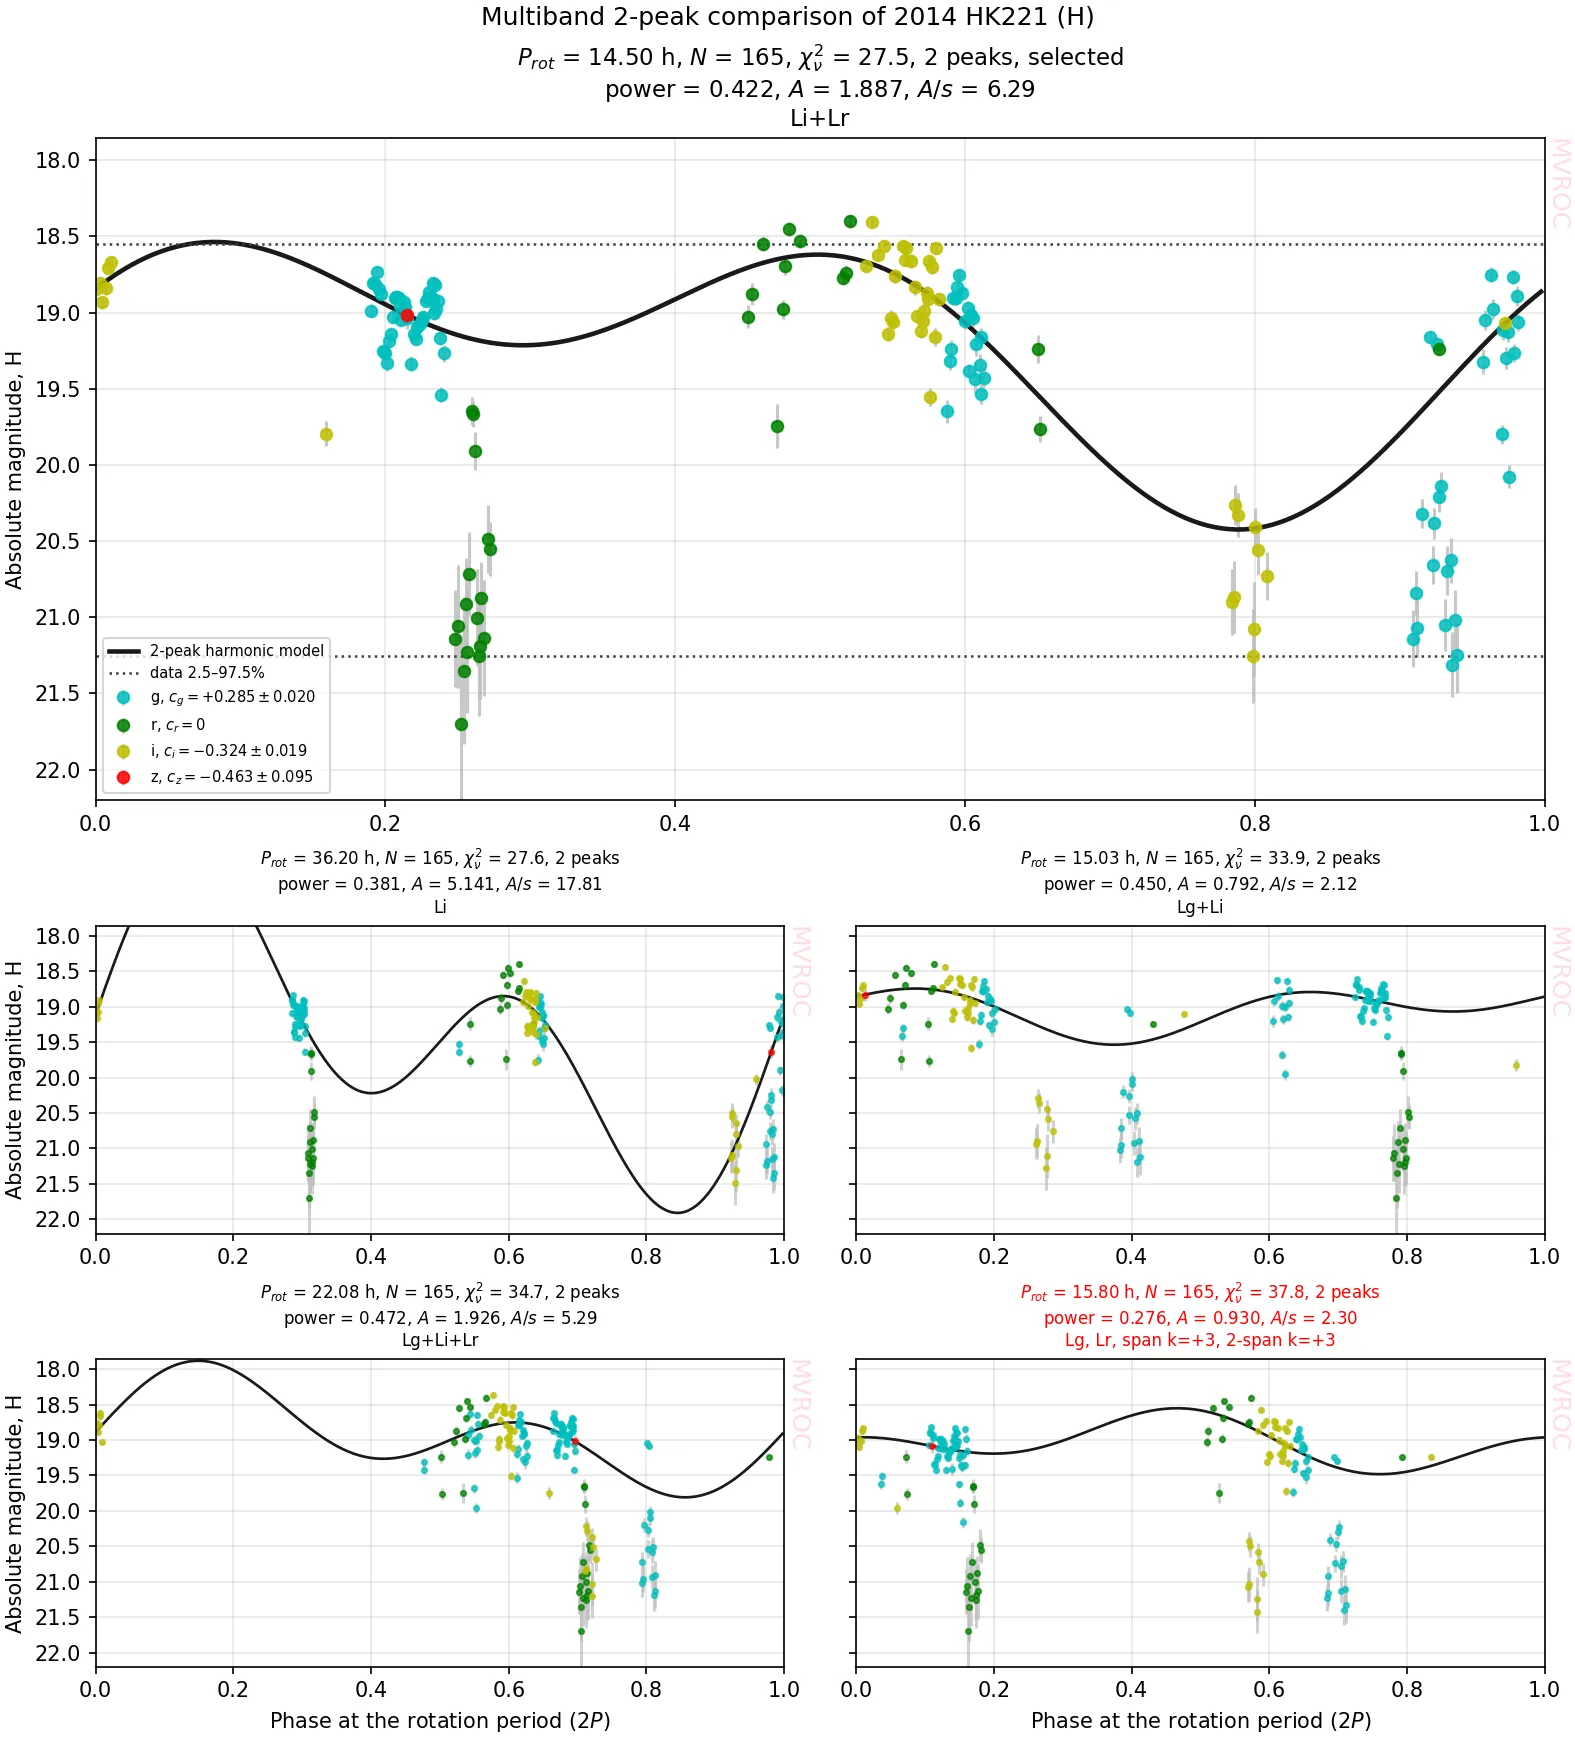 Multiband 2-peak comparison of 2014 HK221 (H)
P_rot = 14.50 h, N = 165, χ²_ν = 27.5, 2 peaks, selected
power = 0.422, A = 1.887, A/s = 6.29
Li+Lr
MVROC
Absolute magnitude, H
18.0
18.5
19.0
19.5
20.0
20.5
21.0
21.5
22.0
2-peak harmonic model
data 2.5–97.5%
g, c_g = +0.285 ± 0.020
r, c_r = 0
i, c_i = −0.324 ± 0.019
z, c_z = −0.463 ± 0.095
0.0 0.2 0.4 0.6 0.8 1.0
P_rot = 36.20 h, N = 165, χ²_ν = 27.6, 2 peaks
power = 0.381, A = 5.141, A/s = 17.81
Li
MVROC
Absolute magnitude, H
18.0
18.5
19.0
19.5
20.0
20.5
21.0
21.5
22.0
0.0 0.2 0.4 0.6 0.8 1.0
P_rot = 15.03 h, N = 165, χ²_ν = 33.9, 2 peaks
power = 0.450, A = 0.792, A/s = 2.12
Lg+Li
MVROC
0.0 0.2 0.4 0.6 0.8 1.0
P_rot = 22.08 h, N = 165, χ²_ν = 34.7, 2 peaks
power = 0.472, A = 1.926, A/s = 5.29
Lg+Li+Lr
MVROC
Absolute magnitude, H
18.0
18.5
19.0
19.5
20.0
20.5
21.0
21.5
22.0
0.0 0.2 0.4 0.6 0.8 1.0
Phase at the rotation period (2P)
P_rot = 15.80 h, N = 165, χ²_ν = 37.8, 2 peaks
power = 0.276, A = 0.930, A/s = 2.30
Lg, Lr, span k=+3, 2-span k=+3
MVROC
0.0 0.2 0.4 0.6 0.8 1.0
Phase at the rotation period (2P)